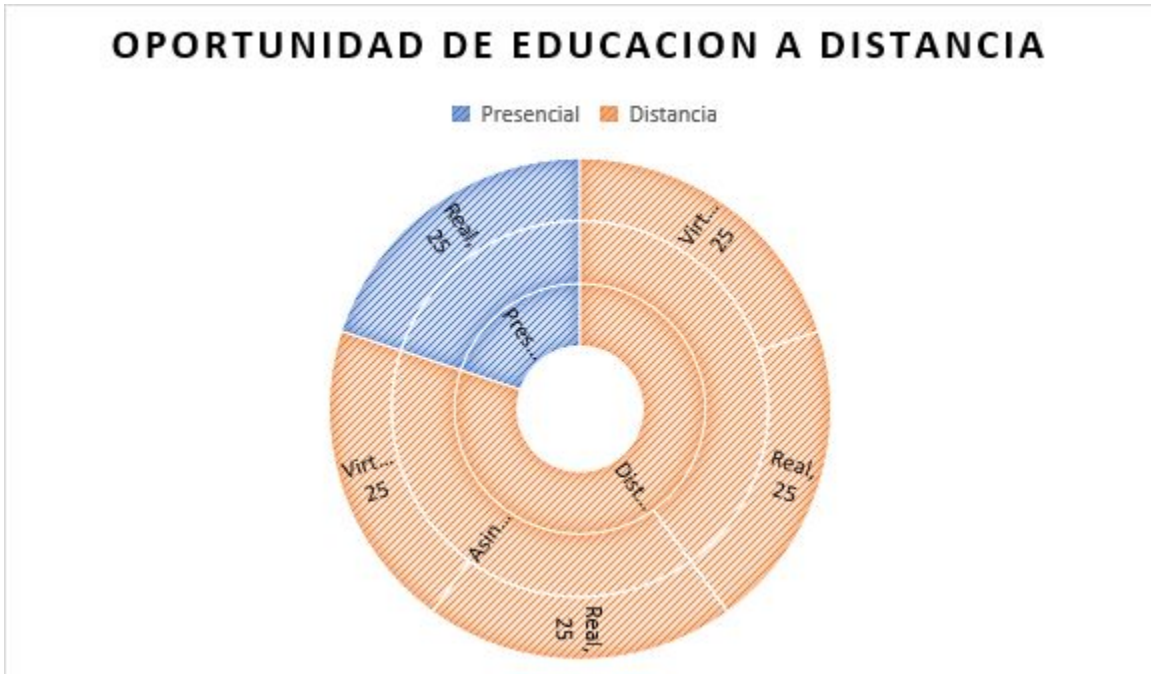 OPORTUNIDAD DE EDUCACION A DISTANCIA
Presencial Distancia
Real,
25
Virt...
25
Pres...
Real,
25
Dist...
Virt...
25
Asin...
Real,
25